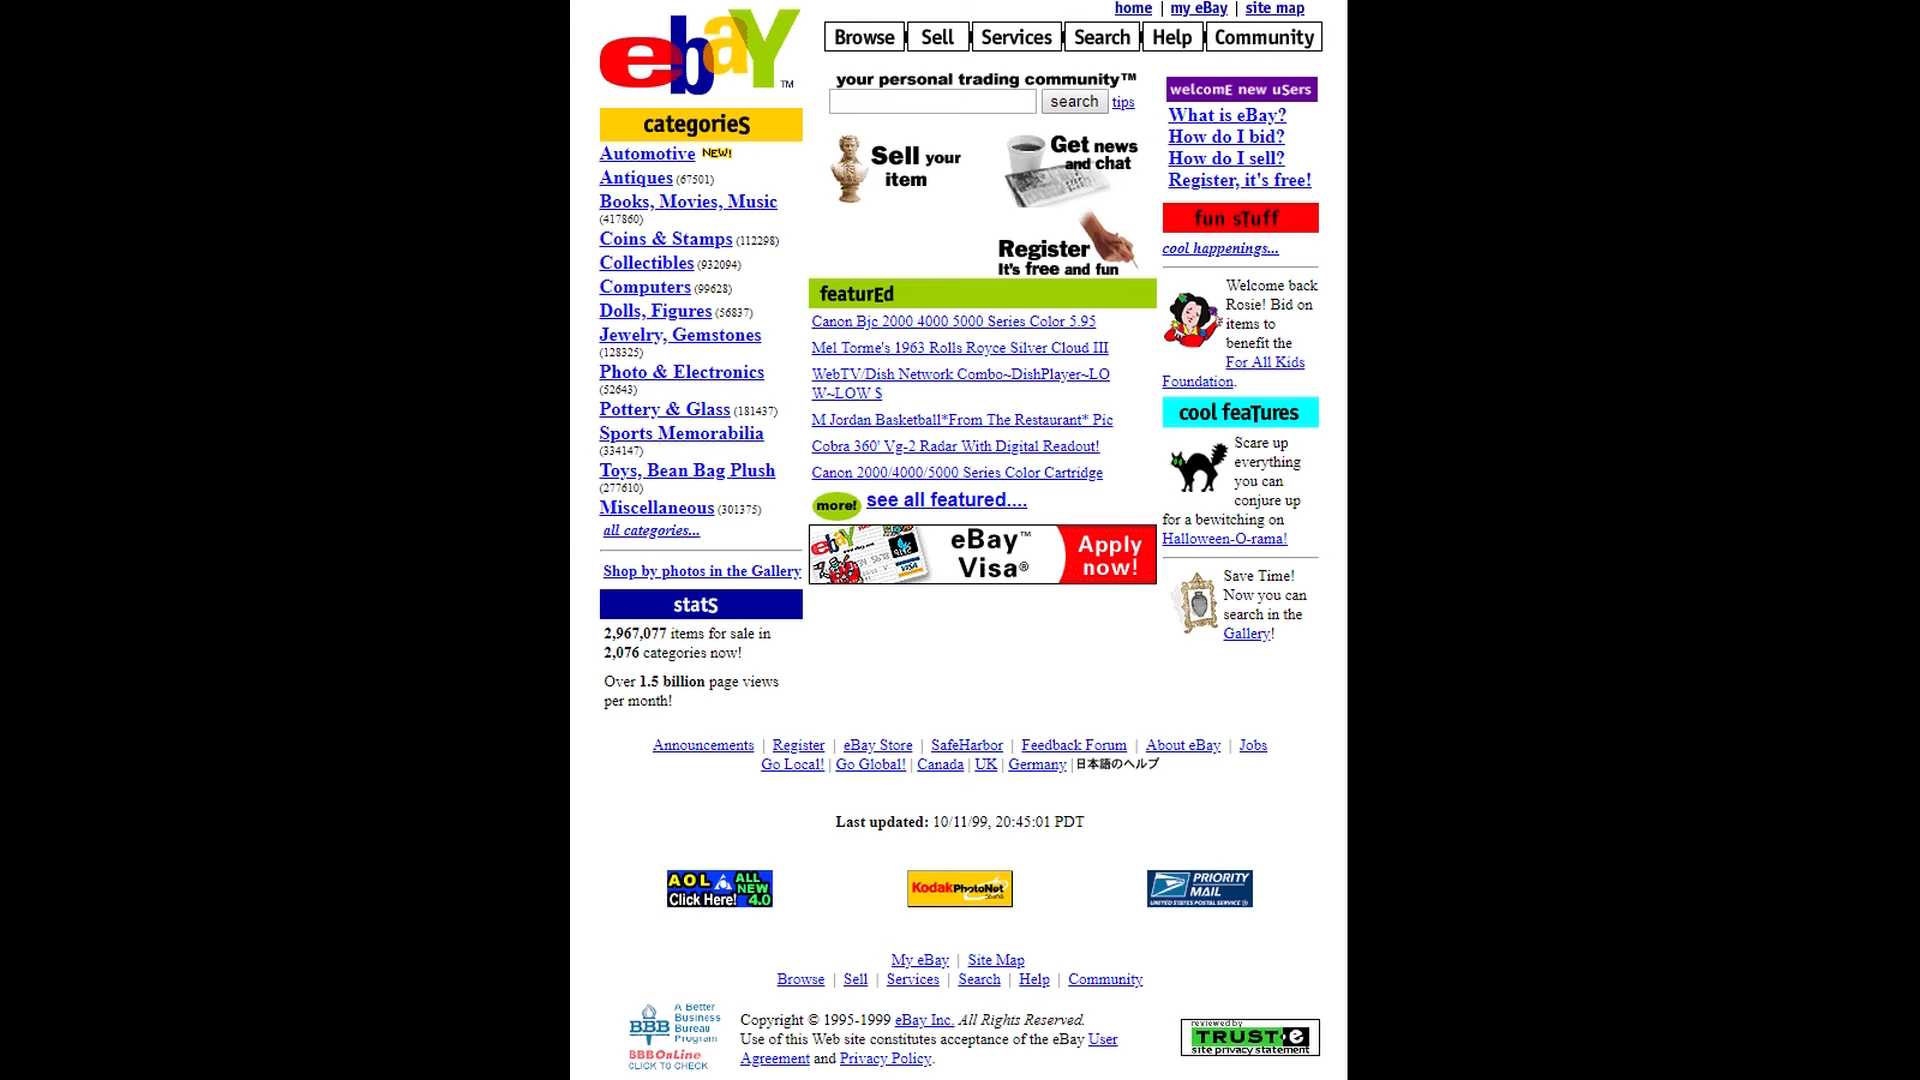 home | my eBay | site map
ebaY™
Browse Sell Services Search Help Community
your personal trading community™
search tips
welcomE new uSers
What is eBay?
How do I bid?
How do I sell?
Register, it's free!
categorieS
Automotive NEW!
Antiques (67501)
Books, Movies, Music
(417860)
Coins & Stamps (112298)
Collectibles (932094)
Computers (99628)
Dolls, Figures (56837)
Jewelry, Gemstones
(128325)
Photo & Electronics
(52643)
Pottery & Glass (181437)
Sports Memorabilia
(334147)
Toys, Bean Bag Plush
(277610)
Miscellaneous (301375)
all categories...
Shop by photos in the Gallery
statS
2,967,077 items for sale in
2,076 categories now!
Over 1.5 billion page views
per month!
Sell your
item
Get news
and chat
Register
It's free and fun
featurEd
Canon Bjc 2000 4000 5000 Series Color 5.95
Mel Torme's 1963 Rolls Royce Silver Cloud III
WebTV/Dish Network Combo~DishPlayer~LO
W~LOW $
M Jordan Basketball*From The Restaurant* Pic
Cobra 360' Vg-2 Radar With Digital Readout!
Canon 2000/4000/5000 Series Color Cartridge
more! see all featured....
ebaY
VISA
eBay™
Visa®
Apply
now!
fun sTuff
cool happenings...
Welcome back
Rosie! Bid on
items to
benefit the
For All Kids
Foundation.
cool feaTures
Scare up
everything
you can
conjure up
for a bewitching on
Halloween-O-rama!
Save Time!
Now you can
search in the
Gallery!
Announcements | Register | eBay Store | SafeHarbor | Feedback Forum | About eBay | Jobs
Go Local! | Go Global! | Canada | UK | Germany | 日本語のヘルプ
Last updated: 10/11/99, 20:45:01 PDT
AOL ALL NEW
Click Here! 4.0
Kodak PhotoNet
PRIORITY
MAIL
UNITED STATES POSTAL SERVICE
My eBay | Site Map
Browse | Sell | Services | Search | Help | Community
A Better
Business
Bureau
Program
BBB
BBBOnLine
CLICK TO CHECK
Copyright © 1995-1999 eBay Inc. All Rights Reserved.
Use of this Web site constitutes acceptance of the eBay User
Agreement and Privacy Policy.
reviewed by
TRUSTe
site privacy statement